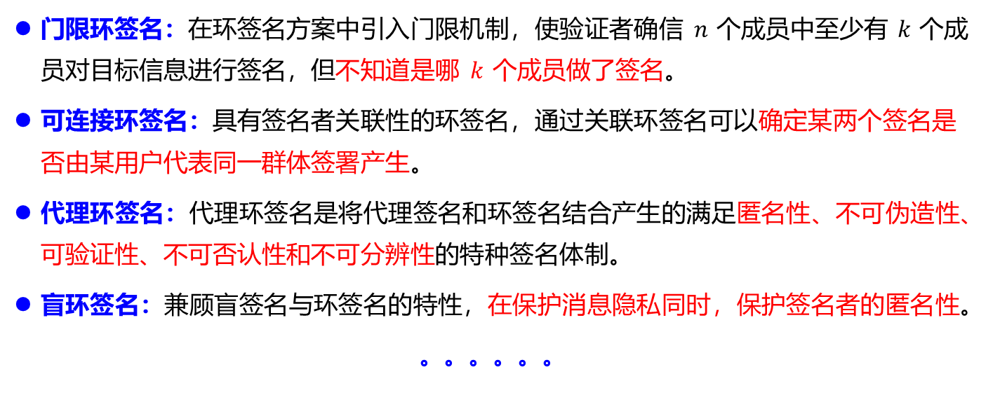 ● 门限环签名：在环签名方案中引入门限机制，使验证者确信 n 个成员中至少有 k 个成
员对目标信息进行签名，但不知道是哪 k 个成员做了签名。
● 可连接环签名：具有签名者关联性的环签名，通过关联环签名可以确定某两个签名是
否由某用户代表同一群体签署产生。
● 代理环签名：代理环签名是将代理签名和环签名结合产生的满足匿名性、不可伪造性、
可验证性、不可否认性和不可分辨性的特种签名体制。
● 盲环签名：兼顾盲签名与环签名的特性，在保护消息隐私同时，保护签名者的匿名性。
。。。。。。